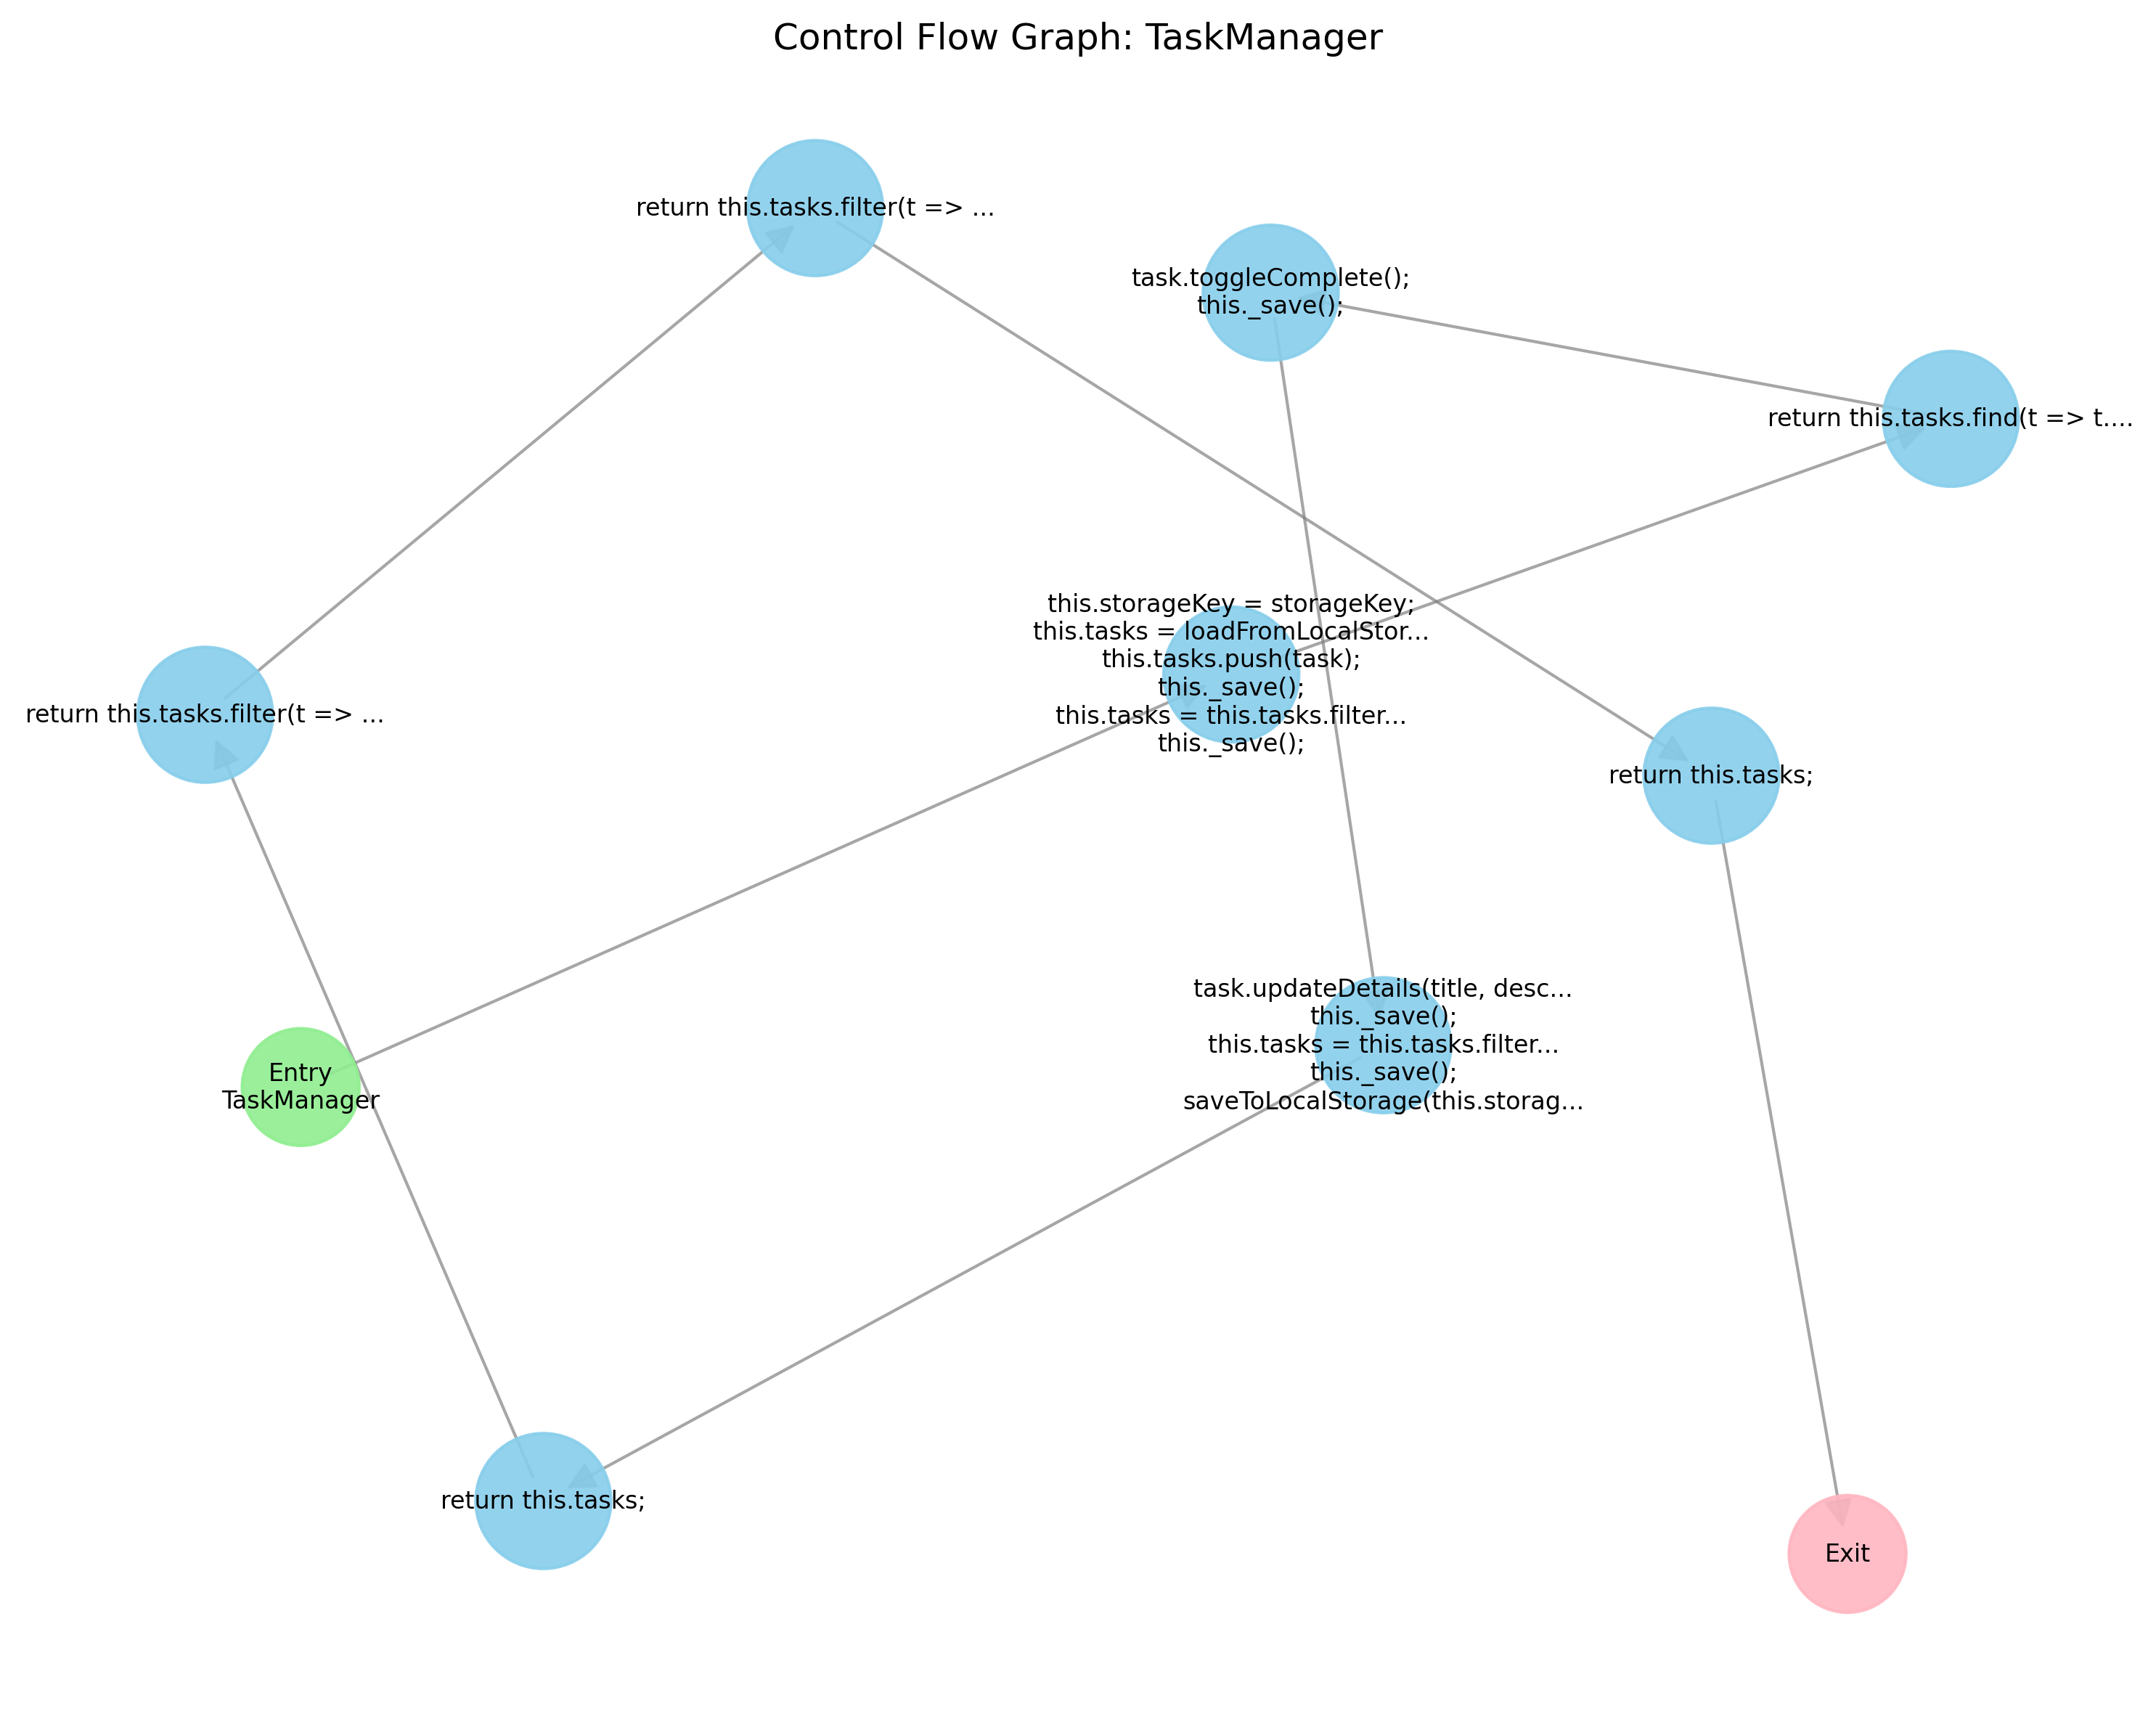 Control Flow Graph: TaskManager
return this.tasks.filter(t => ...
task.toggleComplete();
this._save();
return this.tasks.find(t => t....
this.storageKey = storageKey;
this.tasks = loadFromLocalStor...
this.tasks.push(task);
this._save();
this.tasks = this.tasks.filter...
this._save();
return this.tasks.filter(t => ...
return this.tasks;
task.updateDetails(title, desc...
this._save();
this.tasks = this.tasks.filter...
this._save();
saveToLocalStorage(this.storag...
Entry
TaskManager
return this.tasks;
Exit